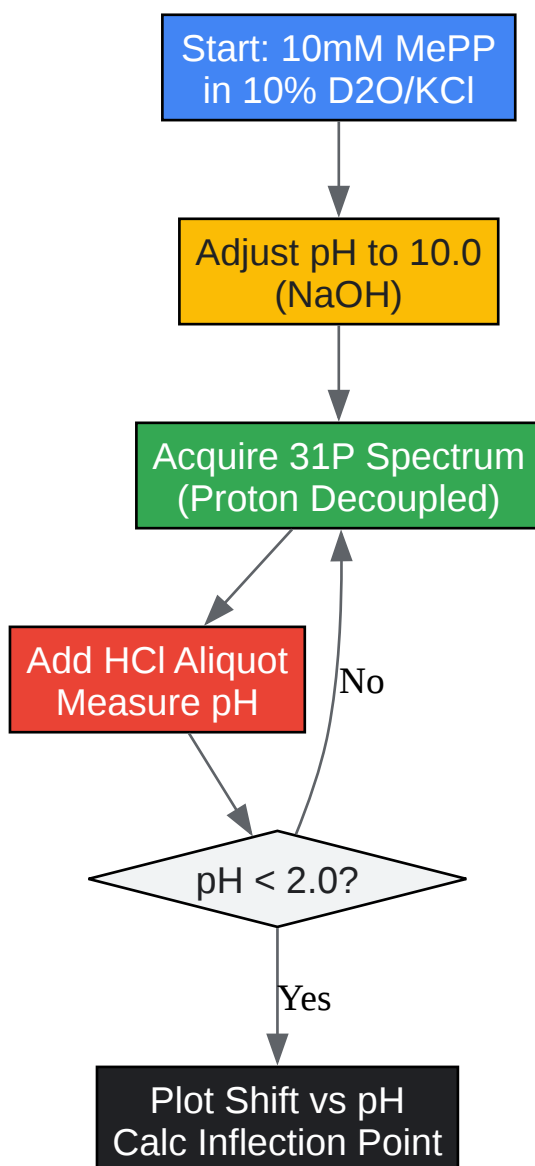 Start: 10mM MePP
in 10% D2O/KCl
Adjust pH to 10.0
(NaOH)
Acquire 31P Spectrum
(Proton Decoupled)
Add HCl Aliquot
Measure pH
No
pH < 2.0?
Yes
Plot Shift vs pH
Calc Inflection Point